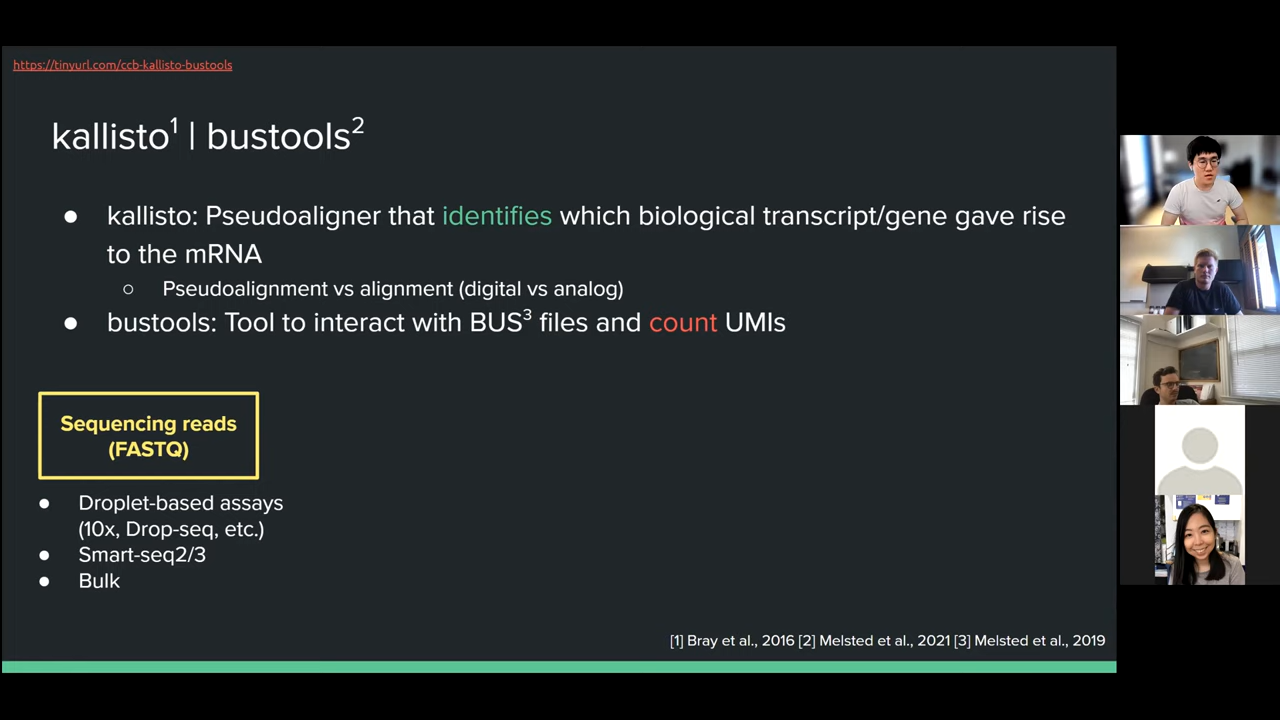 https://tinyurl.com/ccb-kallisto-bustools
kallisto¹ | bustools²
● kallisto: Pseudoaligner that identifies which biological transcript/gene gave rise
to the mRNA
○ Pseudoalignment vs alignment (digital vs analog)
● bustools: Tool to interact with BUS³ files and count UMIs
Sequencing reads
(FASTQ)
● Droplet-based assays
(10x, Drop-seq, etc.)
● Smart-seq2/3
● Bulk
[1] Bray et al., 2016 [2] Melsted et al., 2021 [3] Melsted et al., 2019